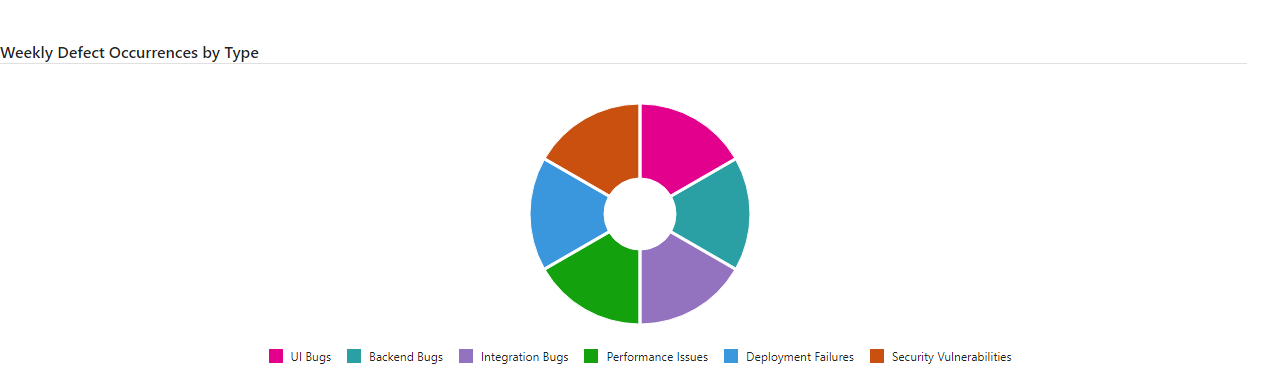 Weekly Defect Occurrences by Type
UI Bugs Backend Bugs Integration Bugs Performance Issues Deployment Failures Security Vulnerabilities